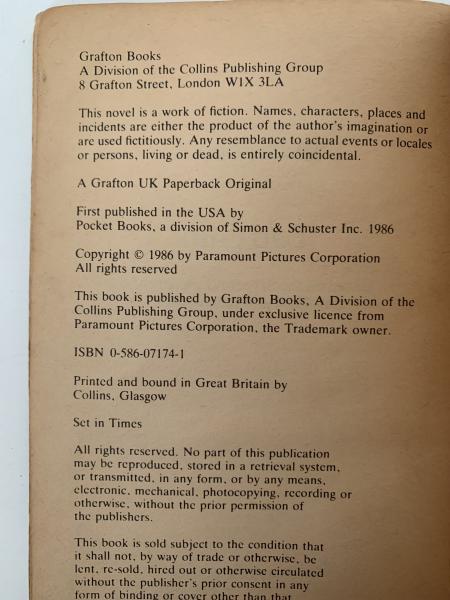 Grafton Books
A Division of the Collins Publishing Group
8 Grafton Street, London W1X 3LA
This novel is a work of fiction. Names, characters, places and
incidents are either the product of the author's imagination or
are used fictitiously. Any resemblance to actual events or locales
or persons, living or dead, is entirely coincidental.
A Grafton UK Paperback Original
First published in the USA by
Pocket Books, a division of Simon & Schuster Inc. 1986
Copyright © 1986 by Paramount Pictures Corporation
All rights reserved
This book is published by Grafton Books, A Division of the
Collins Publishing Group, under exclusive licence from
Paramount Pictures Corporation, the Trademark owner.
ISBN 0-586-07174-1
Printed and bound in Great Britain by
Collins, Glasgow
Set in Times
All rights reserved. No part of this publication
may be reproduced, stored in a retrieval system,
or transmitted, in any form, or by any means,
electronic, mechanical, photocopying, recording or
otherwise, without the prior permission of
the publishers.
This book is sold subject to the condition that
it shall not, by way of trade or otherwise, be
lent, re-sold, hired out or otherwise circulated
without the publisher's prior consent in any
form of binding or cover other than that